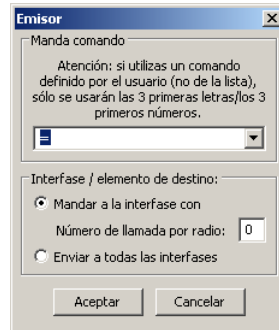 Emisor
Manda comando
Atención: si utilizas un comando
definido por el usuario (no de la lista),
sólo se usarán las 3 primeras letras/los 3
primeros números.
=
Interfase / elemento de destino:
Mandar a la interfase con
Número de llamada por radio: 0
Enviar a todas las interfases
Aceptar Cancelar